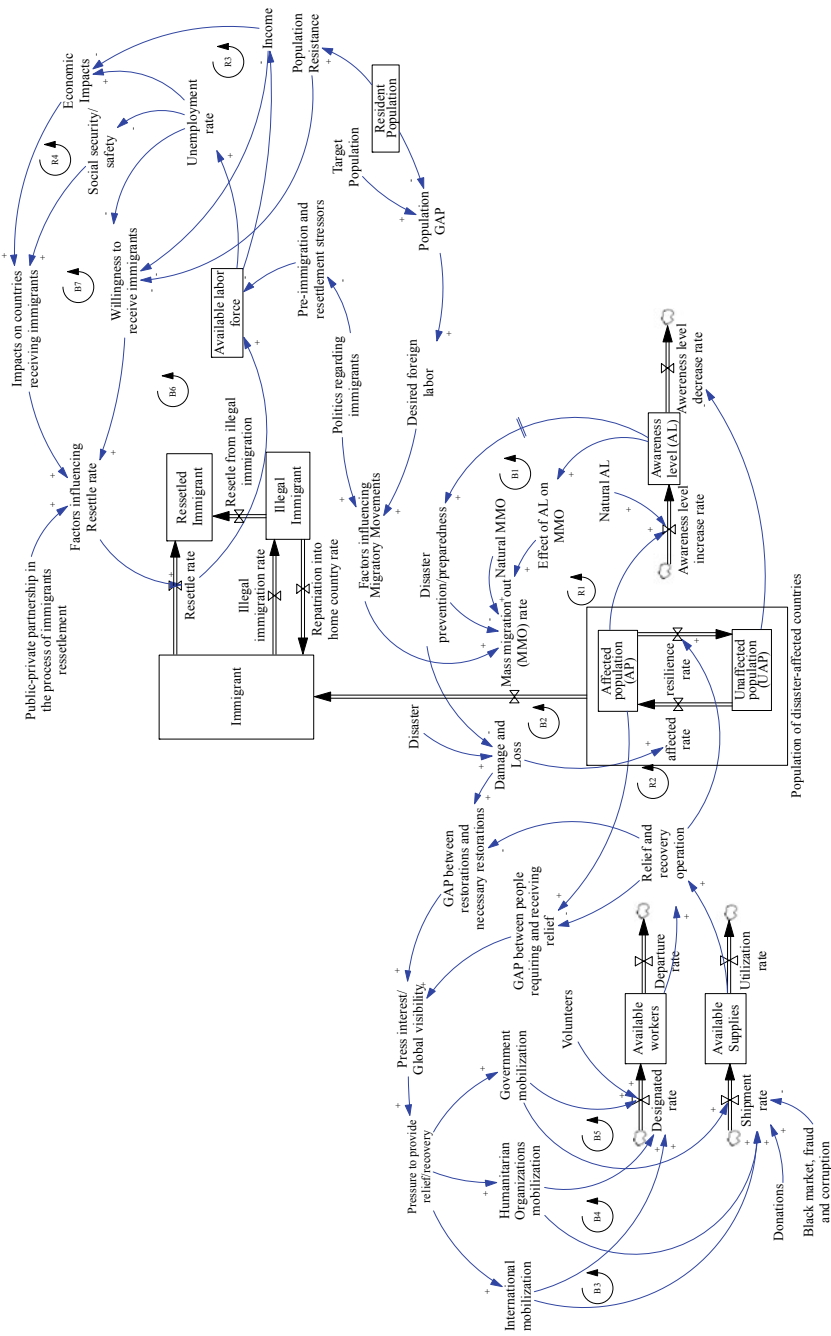 Public-private partnership in
the process of immigrants
ressetlement
Factors influencing
Resettle rate
Impacts on countries
receiving immigrants
Economic
Impacts
Social security/
safety
Willingness to
receive immigrants
Unemployment
rate
Income
Population
Resistance
Resident
Population
Target
Population
Population
GAP
Available labor
force
Pre-immigration and
resettlement stressors
Politics regarding
immigrants
Desired foreign
labor
R4
R3
B7
B6
Immigrant
Resettle rate
Ressetled
Immigrant
Resetle from illegal
immigration
Illegal
immigration rate
Illegal
Immigrant
Repatriation into
home country rate
Factors influencing
Migratory Movements
Disaster
prevention/preparedness
Natural MMO
Effect of AL on
MMO
Mass migration out
(MMO) rate
B1
Natural AL
Awareness level
increase rate
Awareness
level (AL)
Awereness level
decrease rate
R1
B2
R2
Disaster
Damage and
Loss
Affected
population
(AP)
resilience
rate
affected rate
Unaffected
population
(UAP)
Population of disaster-affected countries
GAP between
restorations and
necessary restorations
GAP between people
requiring and receiving
relief
Relief and
recovery
operation
Press interest/
Global visibility
Pressure to provide
relief/recovery
Government
mobilization
Humantarian
Organizations
mobilization
International
mobilization
Volunteers
Designated rate
Available
workers
Departure
rate
Shipment
rate
Available
Supplies
Utilization
rate
Donations
Black market, fraud
and corruption
B5
B4
B3